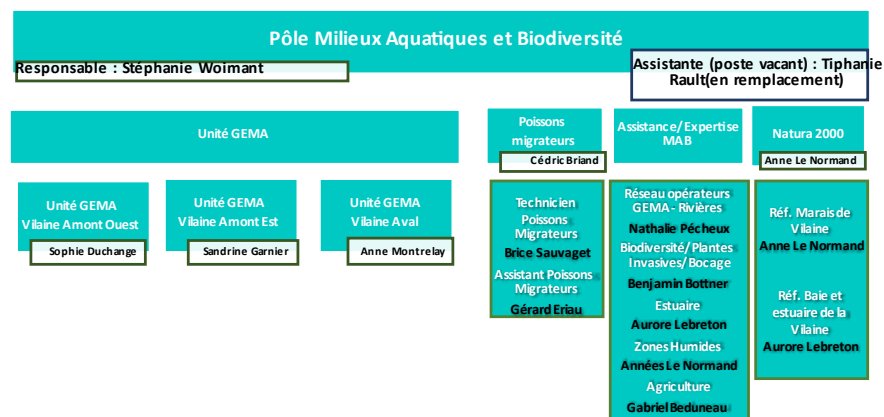 Pôle Milieux Aquatiques et Biodiversité
Responsable : Stéphanie Woimant
Assistante (poste vacant) : Tiphanie
Rault(en remplacement)
Unité GEMA
Poissons
migrateurs
Cédric Briand
Assistance/Expertise
MAB
Natura 2000
Anne Le Normand
Unité GEMA
Vilaine Amont Ouest
Sophie Duchange
Unité GEMA
Vilaine Amont Est
Sandrine Garnier
Unité GEMA
Vilaine Aval
Anne Montrelay
Technicien
Poissons
Migrateurs
Brice Sauvaget
Assistant Poissons
Migrateurs
Gérard Eriau
Réseau opérateurs
GEMA - Rivières
Nathalie Pécheux
Biodiversité/Plantes
Invasives/Bocage
Benjamin Bottner
Estuaire
Aurore Lebreton
Zones Humides
Années Le Normand
Agriculture
Gabriel Beduneau
Réf. Marais de
Vilaine
Anne Le Normand
Réf. Baie et
estuaire de la
Vilaine
Aurore Lebreton